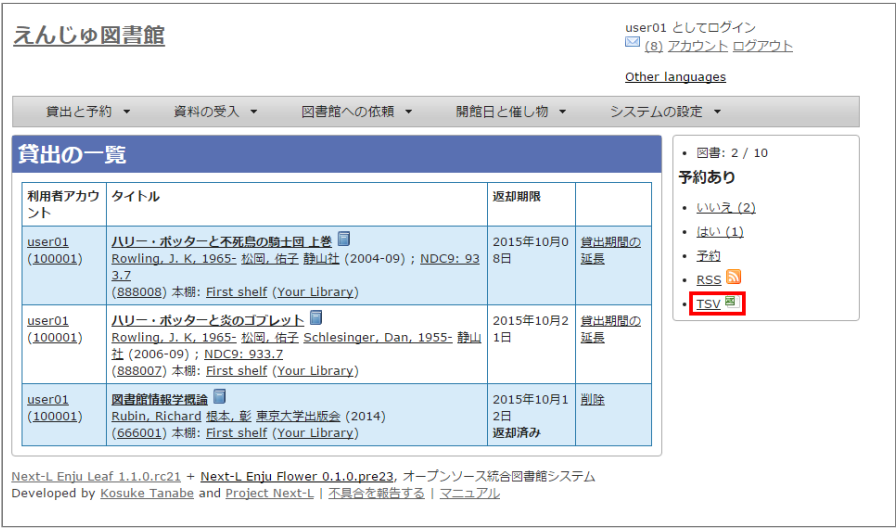 えんじゅ図書館
user01 としてログイン
(8) アカウント ログアウト
Other languages
貸出と予約 ▼ 資料の受入 ▼ 図書館への依頼 ▼ 開館日と催し物 ▼ システムの設定 ▼
貸出の一覧
利用者アカウ
ント
タイトル
返却期限
user01
(100001)
ハリー・ポッターと不死鳥の騎士団 上巻
Rowling, J. K, 1965- 松岡, 佑子 静山社 (2004-09) ; NDC9: 93
3.7
(888008) 本棚: First shelf (Your Library)
2015年10月0
8日
貸出期間の
延長
user01
(100001)
ハリー・ポッターと炎のゴブレット
Rowling, J. K, 1965- 松岡, 佑子 Schlesinger, Dan, 1955- 静山
社 (2006-09) ; NDC9: 933.7
(888007) 本棚: First shelf (Your Library)
2015年10月2
1日
貸出期間の
延長
user01
(100001)
図書館情報学概論
Rubin, Richard 根本, 彰 東京大学出版会 (2014)
(666001) 本棚: First shelf (Your Library)
2015年10月1
2日
返却済み
削除
• 図書: 2 / 10
予約あり
• いいえ (2)
• はい (1)
• 予約
• RSS
• TSV
Next-L Enju Leaf 1.1.0.rc21 + Next-L Enju Flower 0.1.0.pre23, オープンソース統合図書館システム
Developed by Kosuke Tanabe and Project Next-L | 不具合を報告する | マニュアル